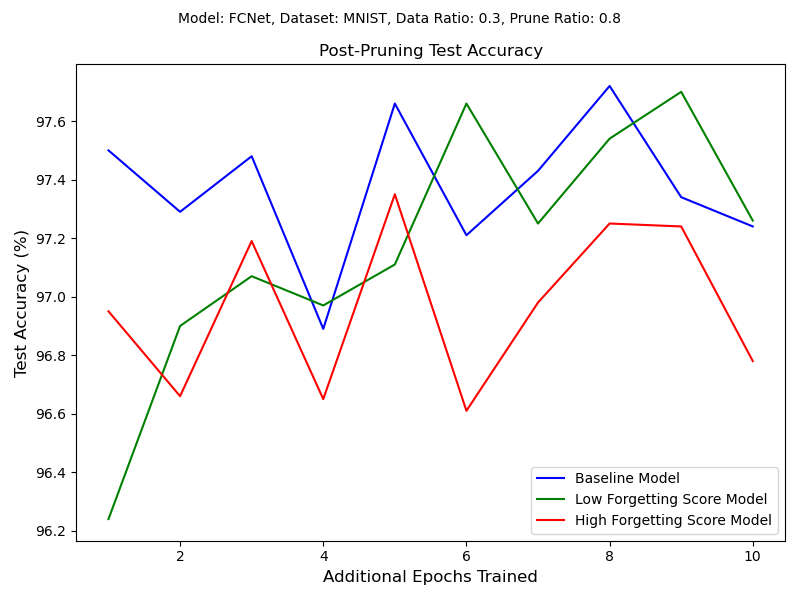 Model: FCNet, Dataset: MNIST, Data Ratio: 0.3, Prune Ratio: 0.8
Post-Pruning Test Accuracy
Test Accuracy (%)
97.6
97.4
97.2
97.0
96.8
96.6
96.4
96.2
Baseline Model
Low Forgetting Score Model
High Forgetting Score Model
2 4 6 8 10
Additional Epochs Trained